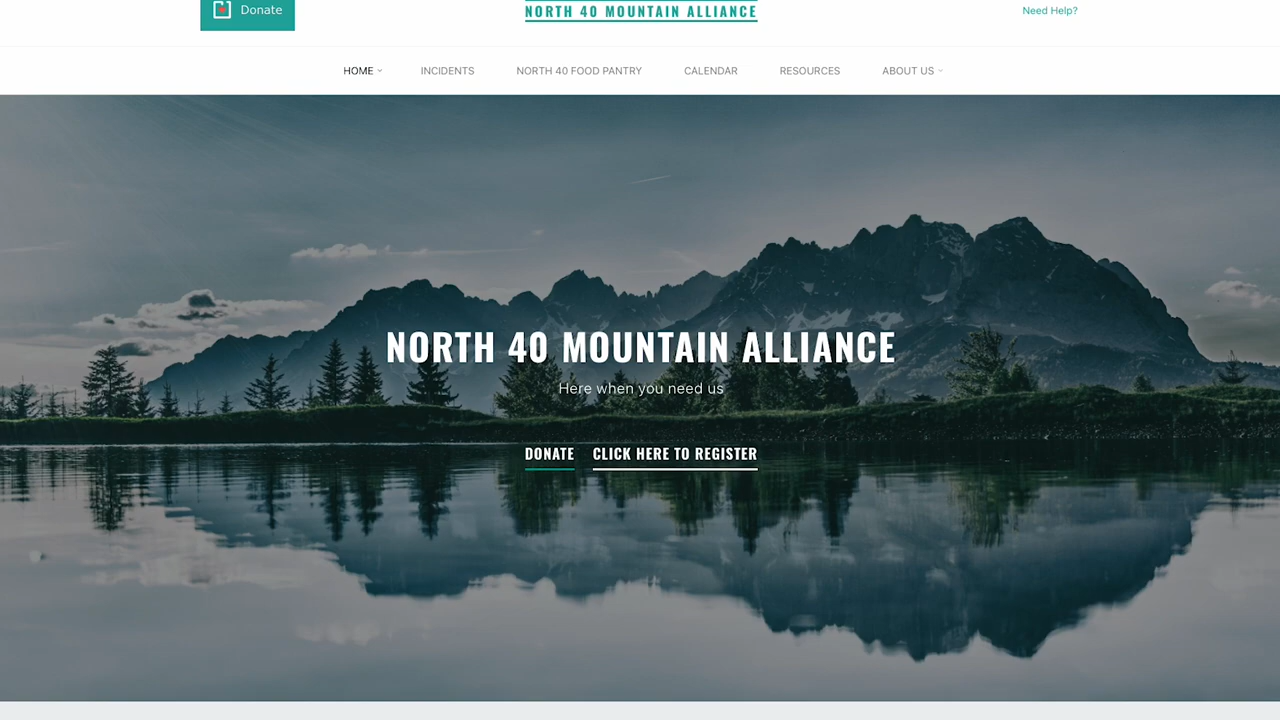 Donate
NORTH 40 MOUNTAIN ALLIANCE
Need Help?
HOME INCIDENTS NORTH 40 FOOD PANTRY CALENDAR RESOURCES ABOUT US
NORTH 40 MOUNTAIN ALLIANCE
Here when you need us
DONATE CLICK HERE TO REGISTER